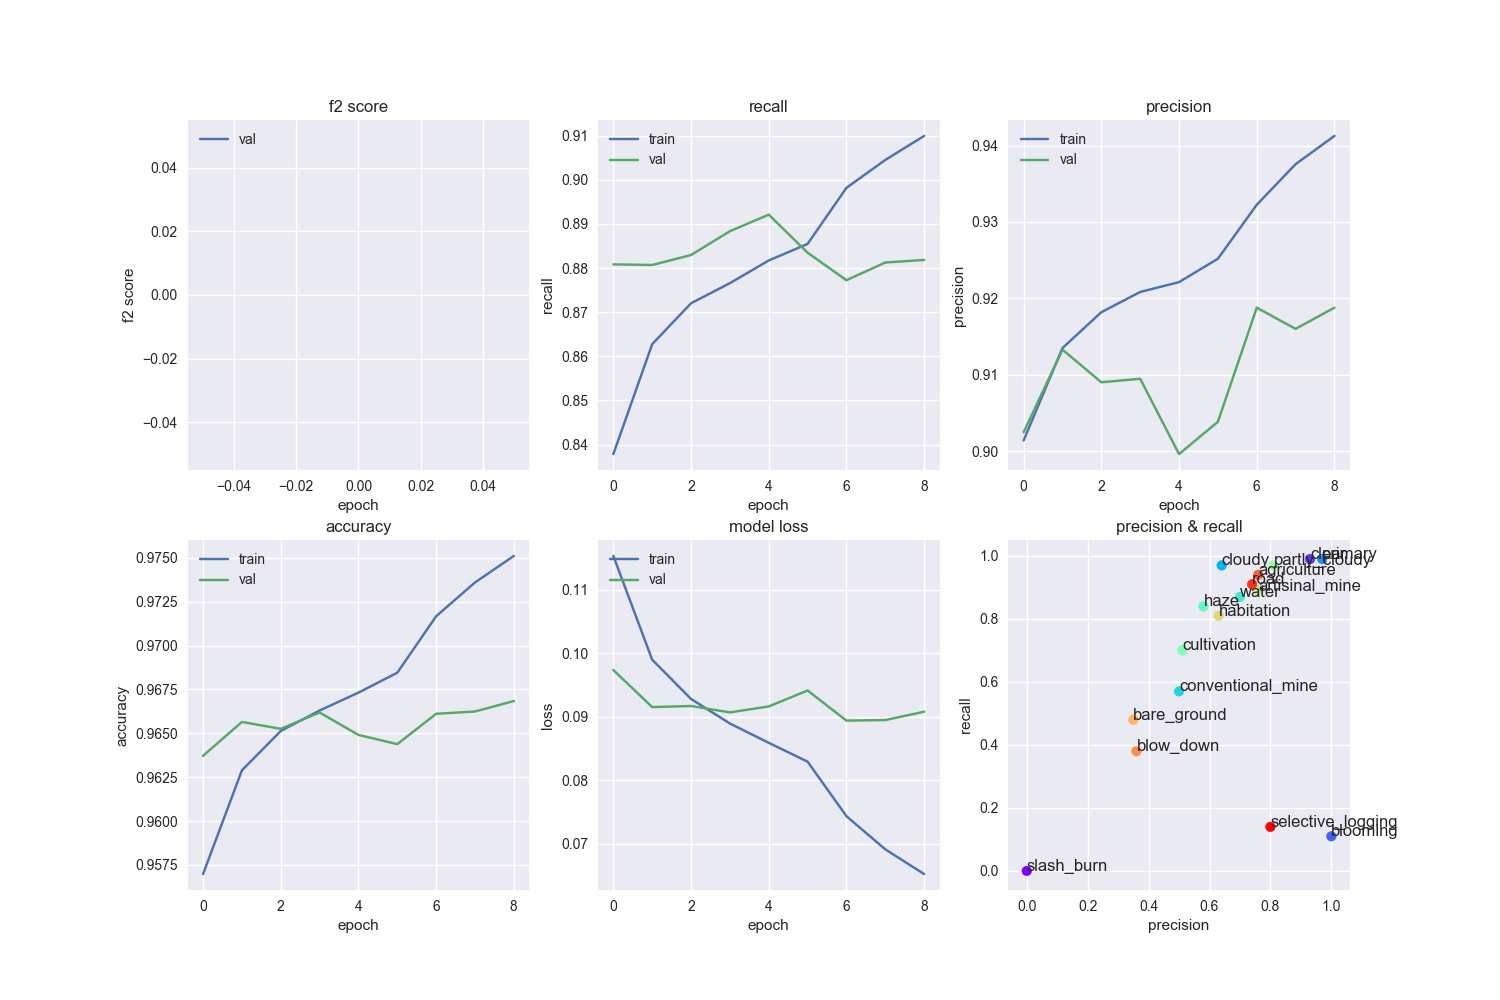 f2 score
val
0.04
0.02
0.00
−0.02
−0.04
f2 score
−0.04
−0.02
0.00
0.02
0.04
epoch
recall
train
val
0.91
0.90
0.89
0.88
0.87
0.86
0.85
0.84
recall
0
2
4
6
8
epoch
precision
train
val
0.94
0.93
0.92
0.91
0.90
precision
0
2
4
6
8
epoch
accuracy
train
val
0.9750
0.9725
0.9700
0.9675
0.9650
0.9625
0.9600
0.9575
accuracy
0
2
4
6
8
epoch
model loss
train
val
0.11
0.10
0.09
0.08
0.07
loss
0
2
4
6
8
epoch
precision & recall
1.0
0.8
0.6
0.4
0.2
0.0
recall
clear
primary
cloudy
partly_cloudy
agriculture
road
artisinal_mine
water
haze
habitation
cultivation
conventional_mine
bare_ground
blow_down
selective_logging
blooming
slash_burn
0.0
0.2
0.4
0.6
0.8
1.0
precision